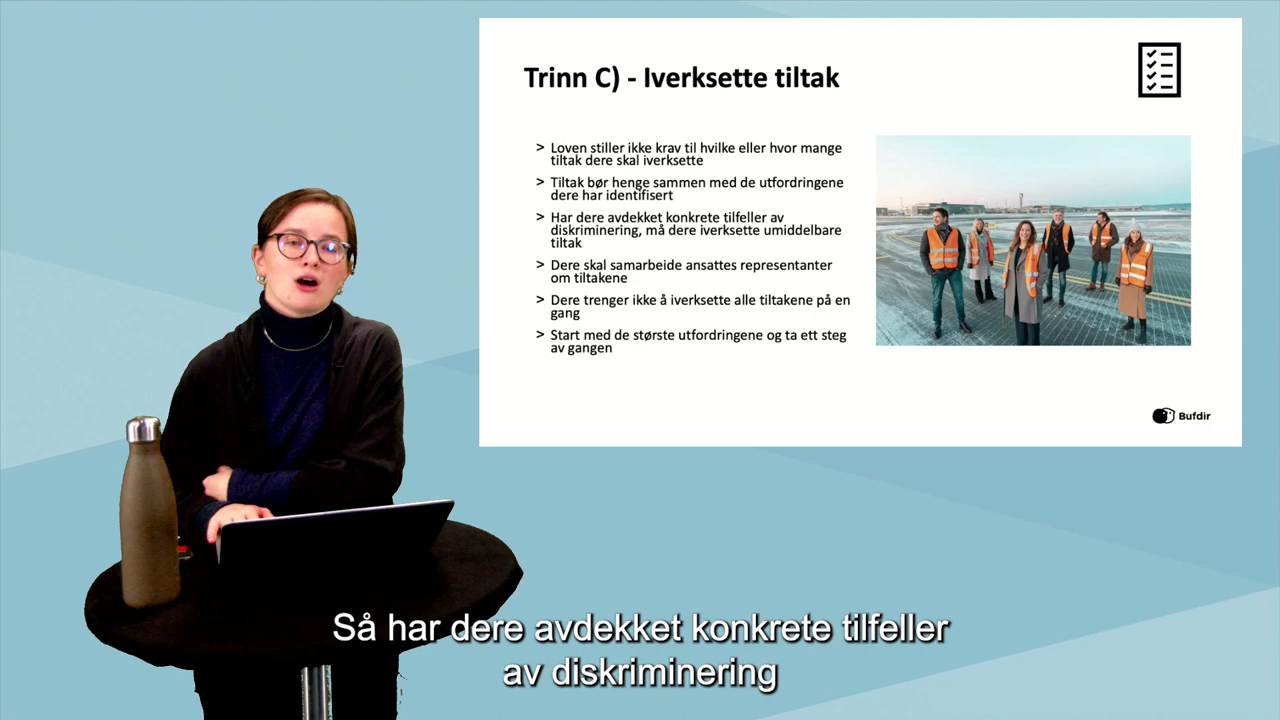 Trinn C) - Iverksette tiltak
> Loven stiller ikke krav til hvilke eller hvor mange
tiltak dere skal iverksette
> Tiltak bør henge sammen med de utfordringene
dere har identifisert
> Har dere avdekket konkrete tilfeller av
diskriminering, må dere iverksette umiddelbare
tiltak
> Dere skal samarbeide ansattes representanter
om tiltakene
> Dere trenger ikke å iverksette alle tiltakene på en
gang
> Start med de største utfordringene og ta ett steg
av gangen
Bufdir
Så har dere avdekket konkrete tilfeller
av diskriminering